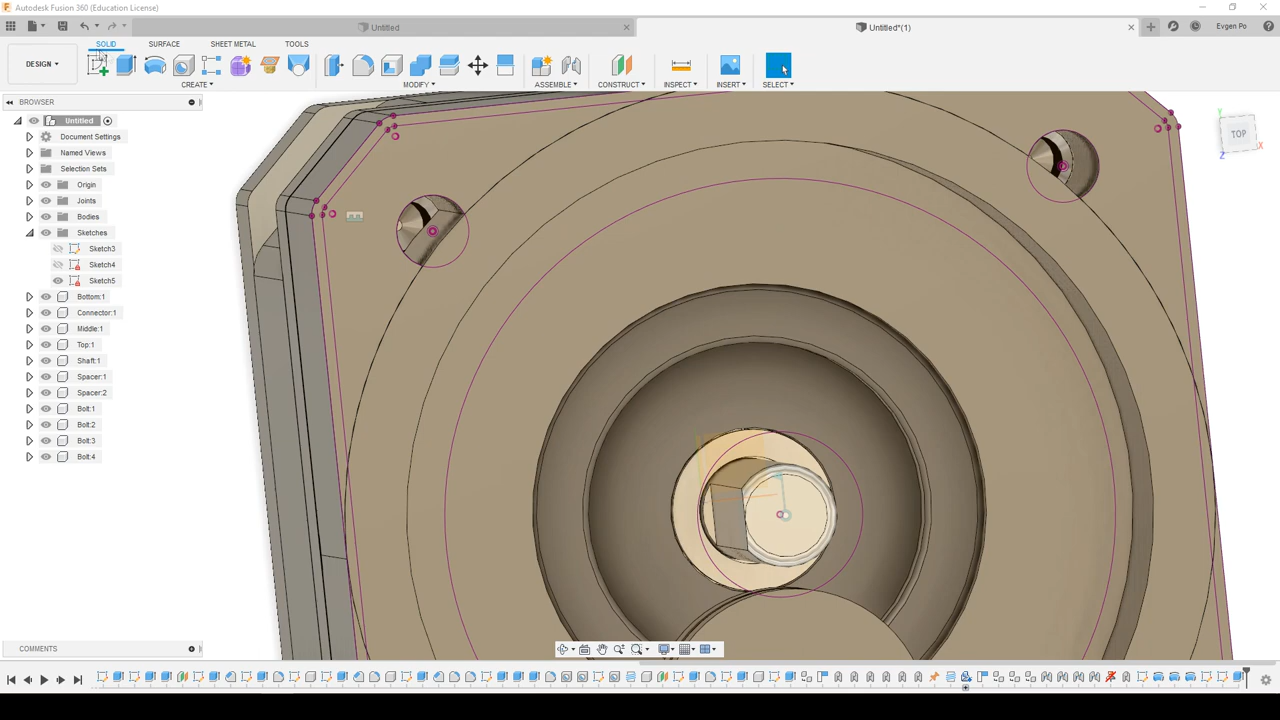 Autodesk Fusion 360 (Education License)
Untitled
Untitled*(1)
Evgen Po
DESIGN
SOLID
SURFACE
SHEET METAL
TOOLS
CREATE
MODIFY
ASSEMBLE
CONSTRUCT
INSPECT
INSERT
SELECT
BROWSER
Untitled
Document Settings
Named Views
Selection Sets
Origin
Joints
Bodies
Sketches
Sketch3
Sketch4
Sketch5
Bottom:1
Connector:1
Middle:1
Top:1
Shaft:1
Spacer:1
Spacer:2
Bolt:1
Bolt:2
Bolt:3
Bolt:4
TOP
Y
X
Z
COMMENTS